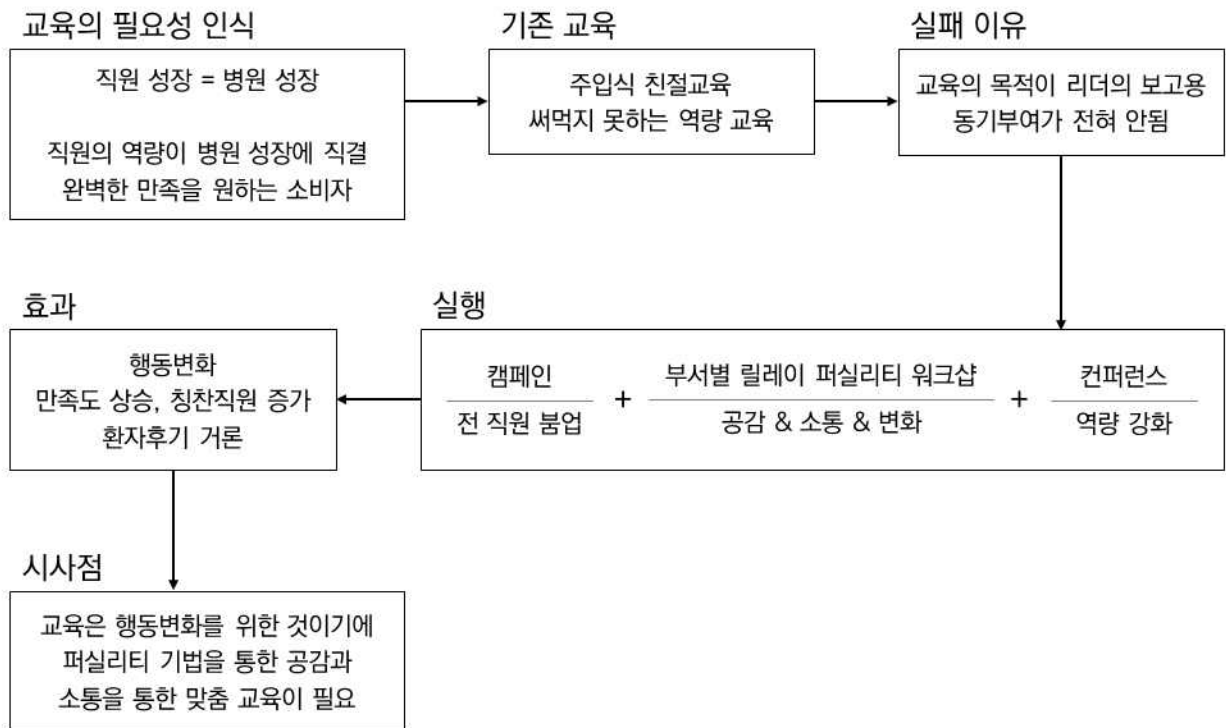 교육의 필요성 인식
직원 성장 = 병원 성장
직원의 역량이 병원 성장에 직결
완벽한 만족을 원하는 소비자
기존 교육
주입식 친절교육
써먹지 못하는 역량 교육
실패 이유
교육의 목적이 리더의 보고용
동기부여가 전혀 안됨
실행
캠페인
전 직원 붐업
+
부서별 릴레이 퍼실리티 워크샵
공감 & 소통 & 변화
+
컨퍼런스
역량 강화
효과
행동변화
만족도 상승, 칭찬직원 증가
환자후기 거론
시사점
교육은 행동변화를 위한 것이기에
퍼실리티 기법을 통한 공감과
소통을 통한 맞춤 교육이 필요